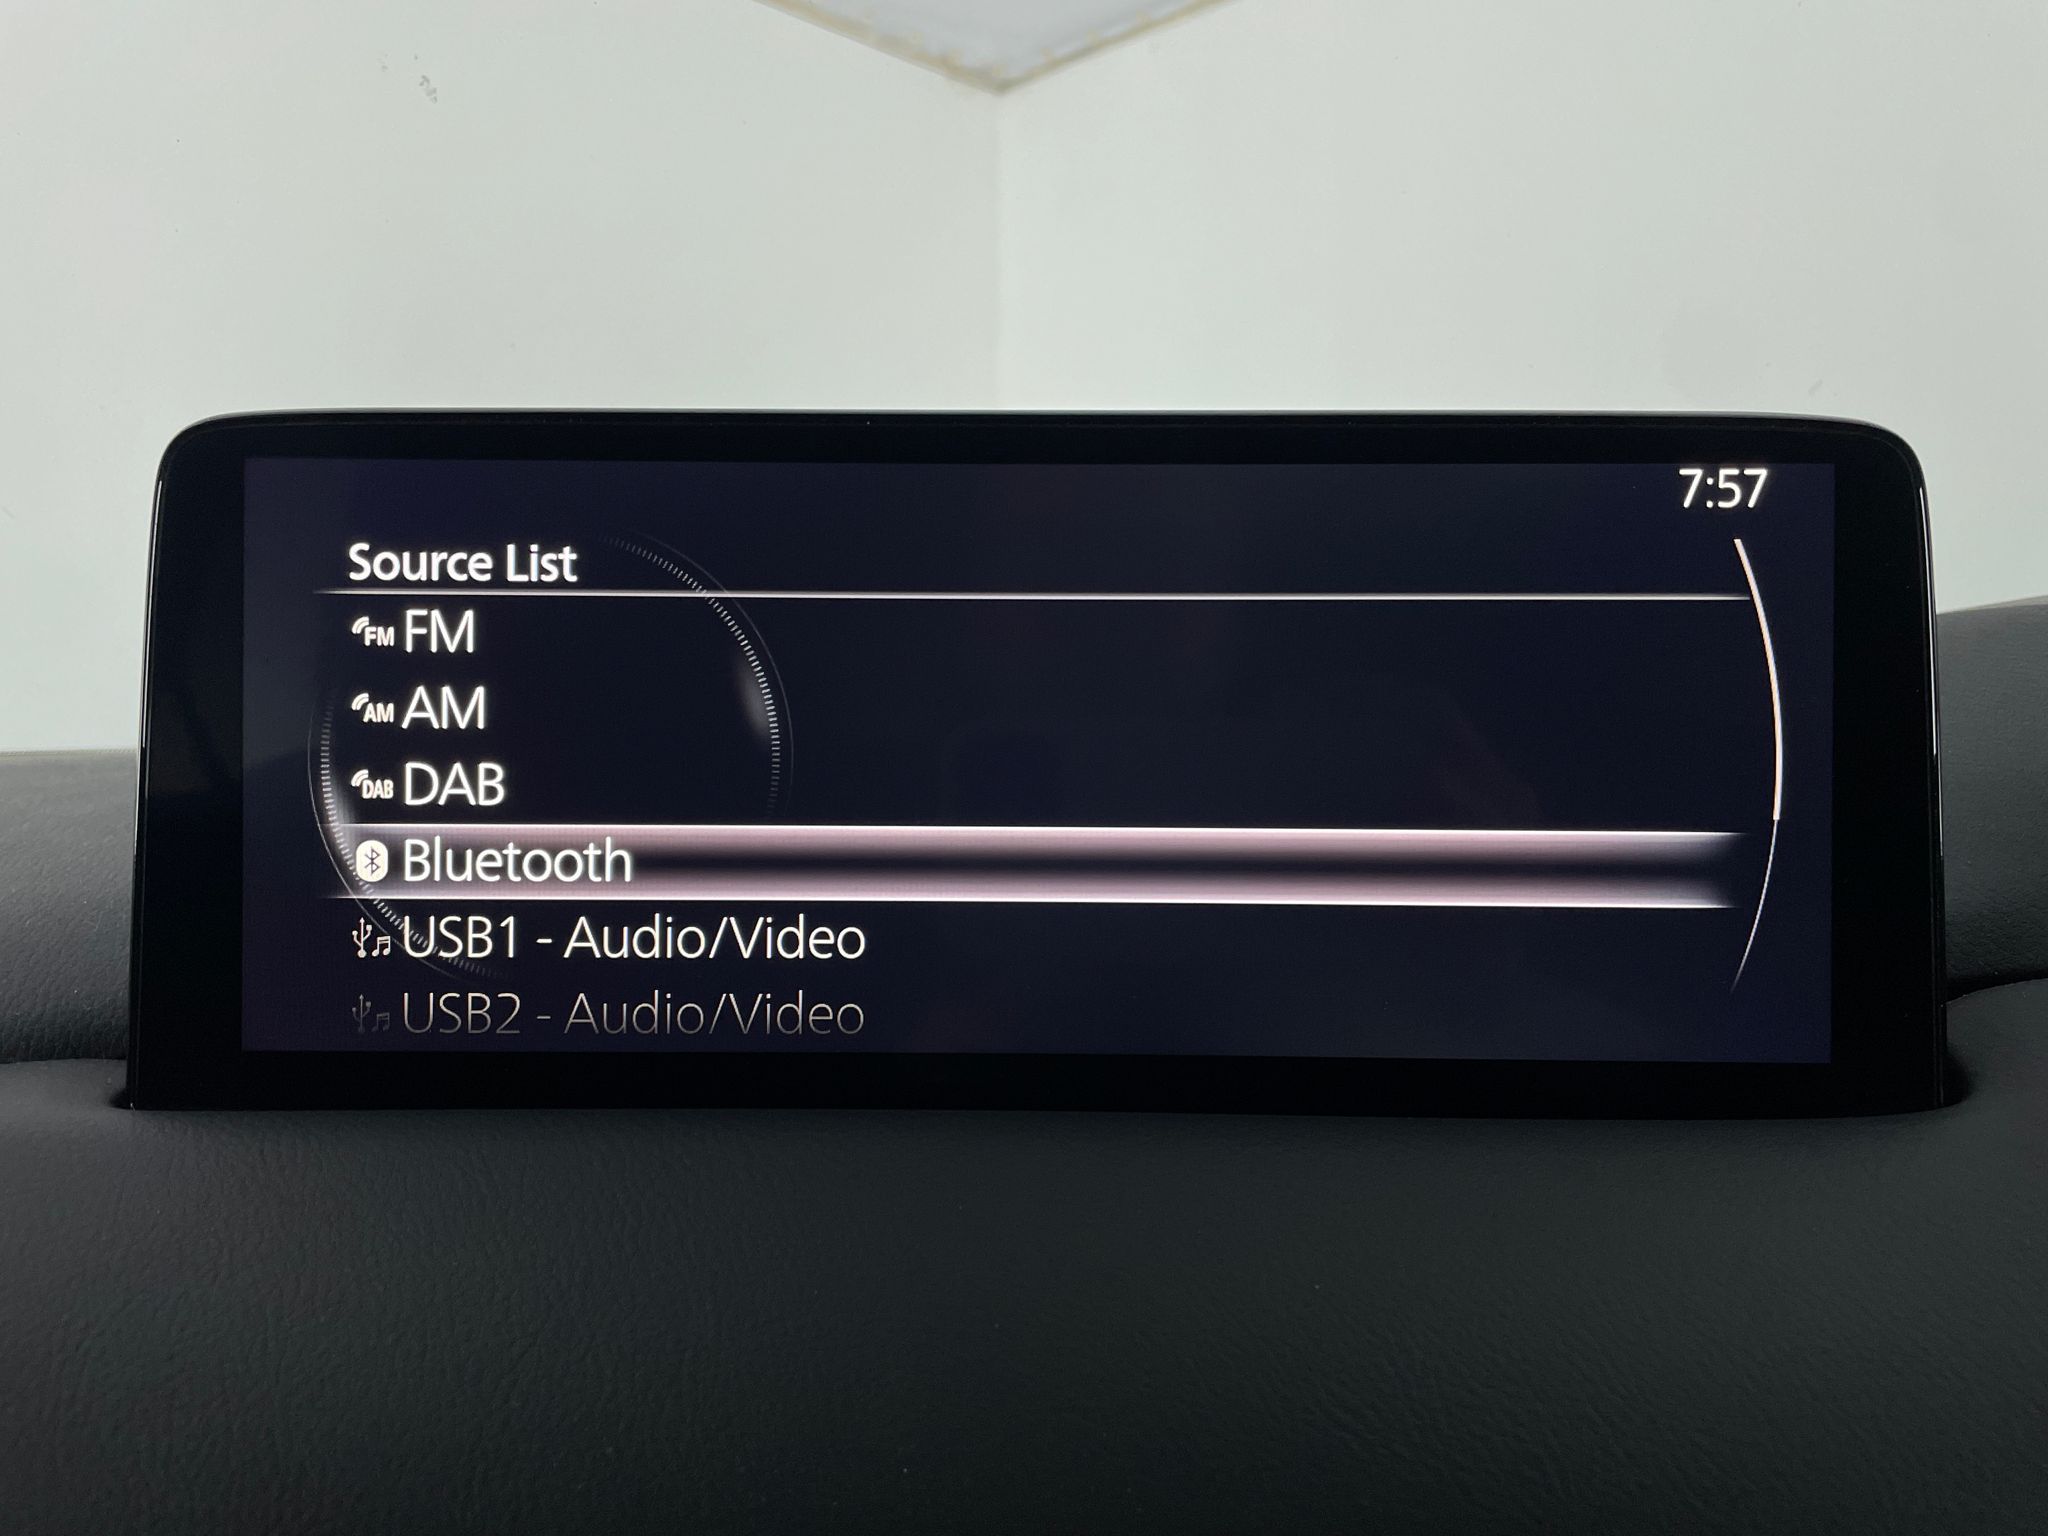 7:57
Source List
FM FM
AM AM
DAB DAB
Bluetooth
USB1 - Audio/Video
USB2 - Audio/Video